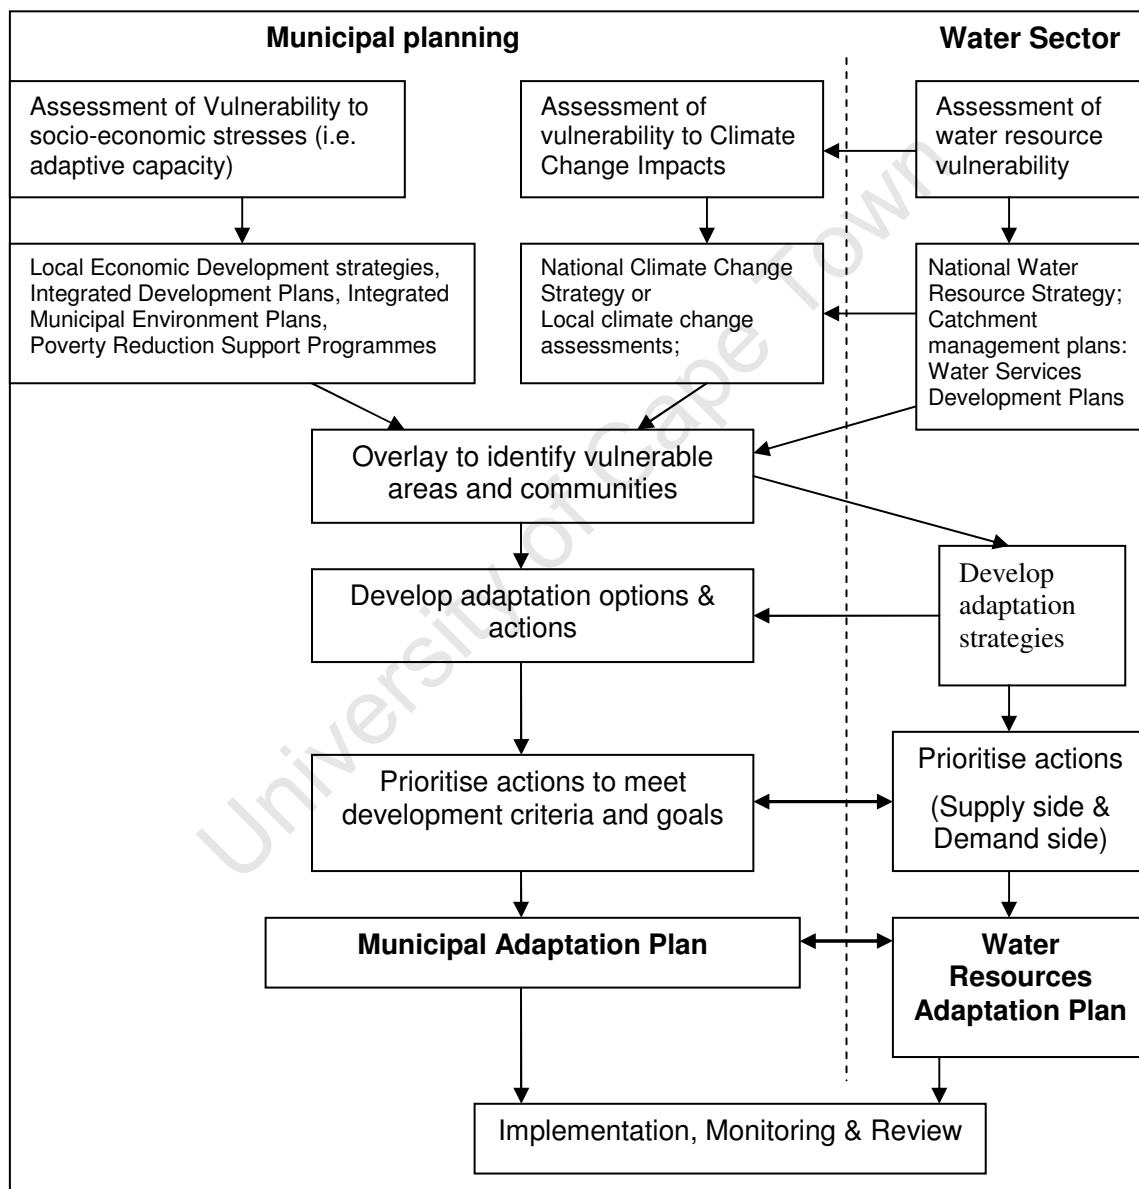 Municipal planning
Water Sector
Assessment of Vulnerability to
socio-economic stresses (i.e.
adaptive capacity)
Assessment of
vulnerability to Climate
Change Impacts
Assessment of
water resource
vulnerability
Local Economic Development strategies,
Integrated Development Plans, Integrated
Municipal Environment Plans,
Poverty Reduction Support Programmes
National Climate Change
Strategy or
Local climate change
assessments;
National Water
Resource Strategy;
Catchment
management plans:
Water Services
Development Plans
Overlay to identify vulnerable
areas and communities
Develop adaptation options &
actions
Develop
adaptation
strategies
Prioritise actions to meet
development criteria and goals
Prioritise actions
(Supply side &
Demand side)
Municipal Adaptation Plan
Water
Resources
Adaptation Plan
Implementation, Monitoring & Review
University of Cape Town